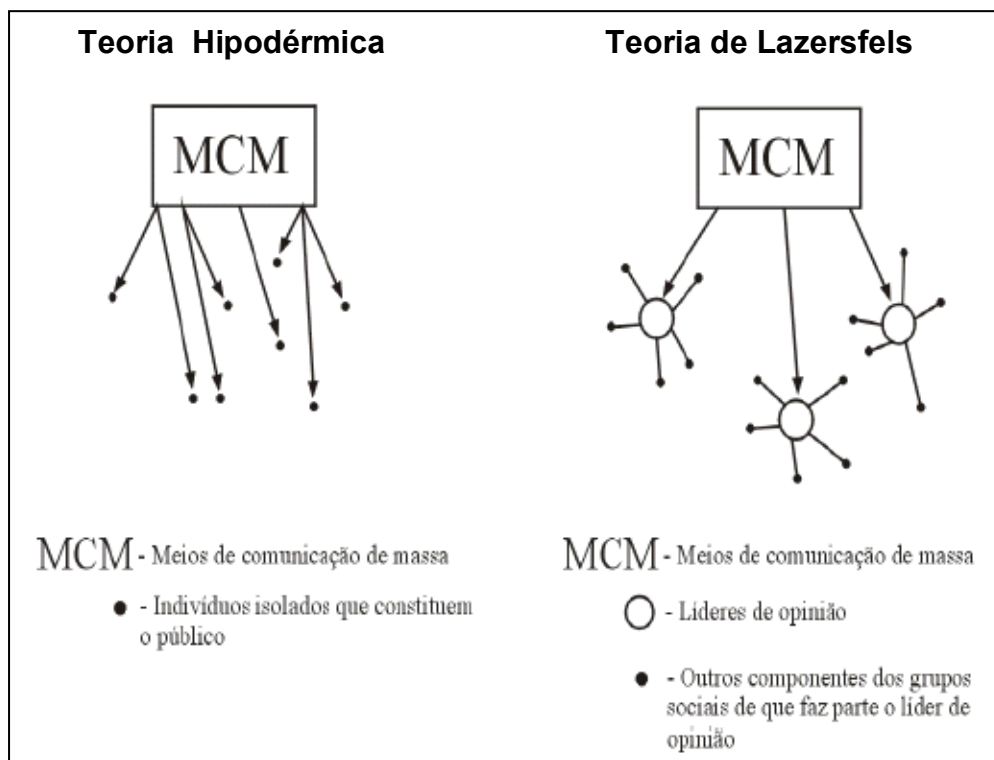 Teoria Hipodérmica
MCM
MCM - Meios de comunicação de massa
- Indivíduos isolados que constituem
o público
Teoria de Lazersfels
MCM
MCM - Meios de comunicação de massa
- Líderes de opinião
- Outros componentes dos grupos
sociais de que faz parte o líder de
opinião